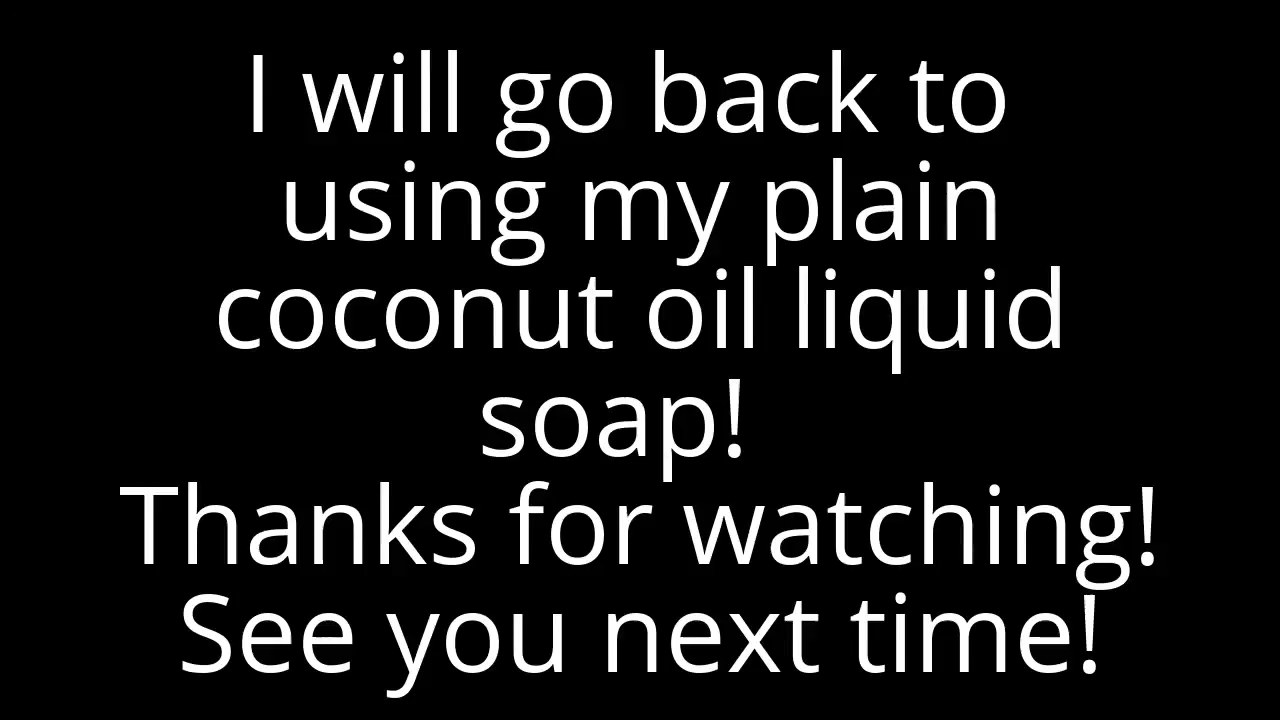 I will go back to
using my plain
coconut oil liquid
soap!
Thanks for watching!
See you next time!